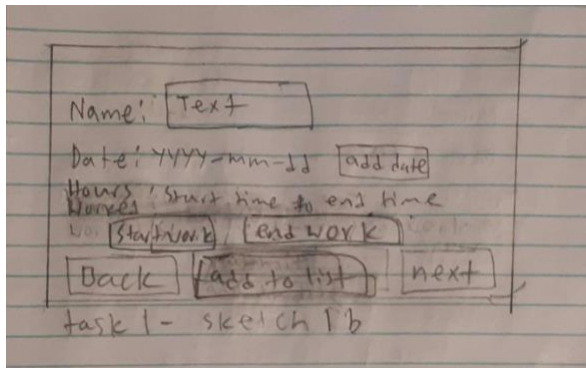 Name: Text
Date: YYYY-mm-dd add date
Hours Worked : Start time to end time
Start work end work
Back add to list next
task 1 - sketch 1b